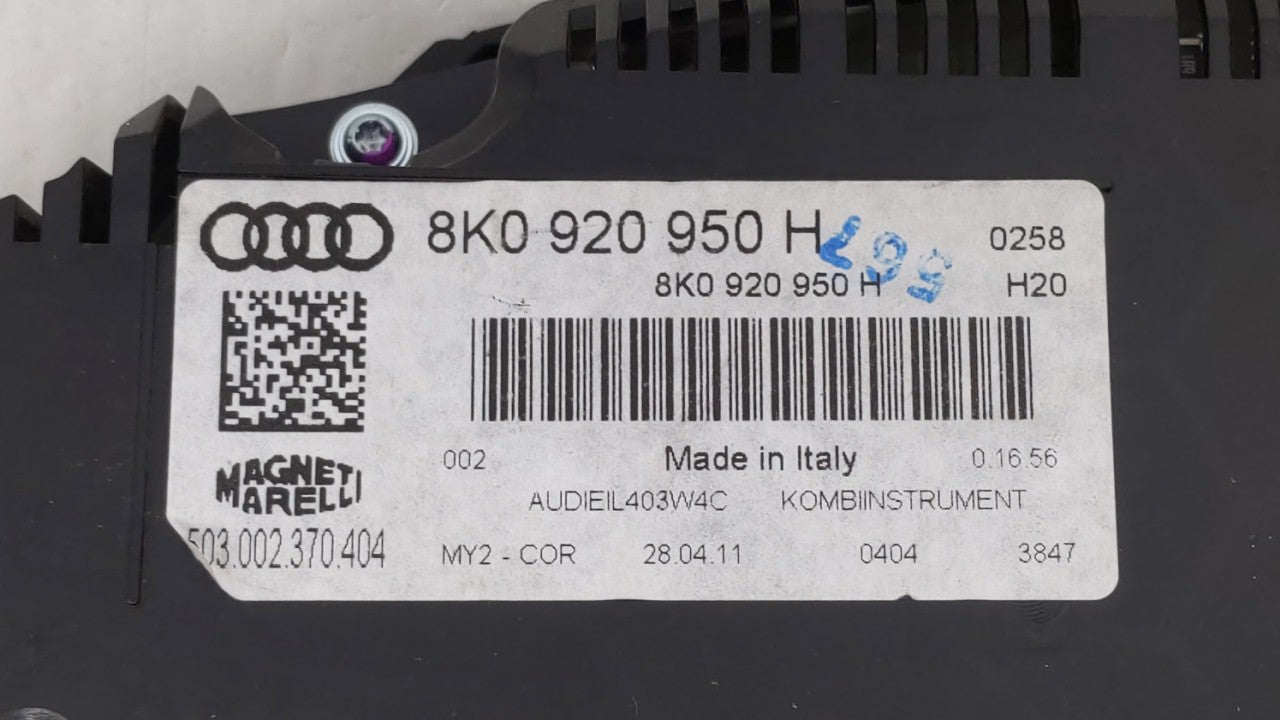 8K0 920 950 H 0258
8K0 920 950 H H20
567
002 Made in Italy 0.16.56
AUDIEIL403W4C KOMBIINSTRUMENT
MAGNETI
MARELLI
503.002.370.404
MY2 - COR 28.04.11 0404 3847